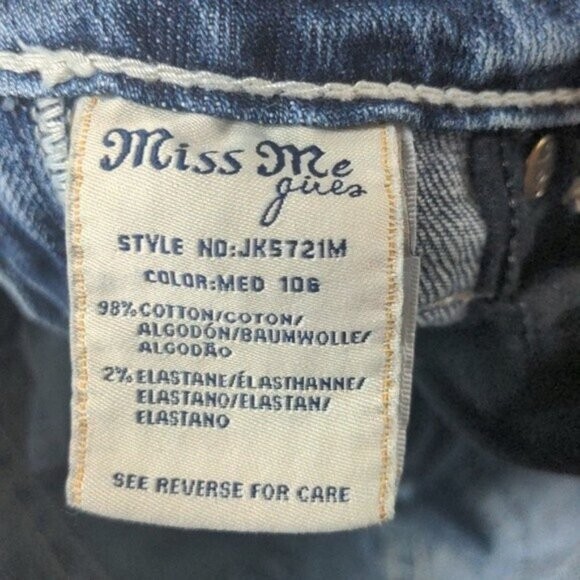 Miss Me
girls
STYLE NO:JK5721M
COLOR:MED 106
98% COTTON/COTON/
ALGODÓN/BAUMWOLLE/
ALGODÃO
2% ELASTANE/ÉLASTHANNE/
ELASTANO/ELASTAN/
ELASTANO
SEE REVERSE FOR CARE